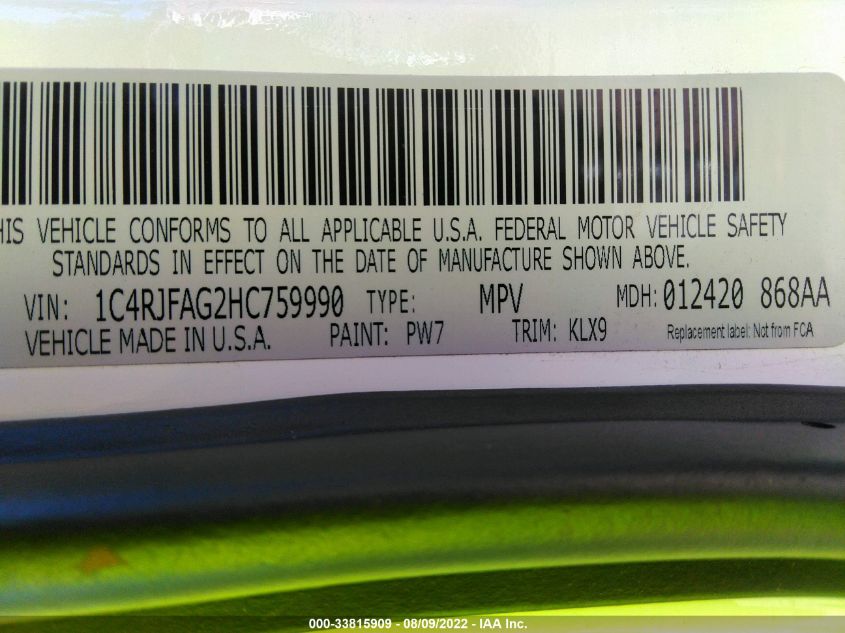 HIS VEHICLE CONFORMS TO ALL APPLICABLE U.S.A. FEDERAL MOTOR VEHICLE SAFETY
STANDARDS IN EFFECT ON THE DATE OF MANUFACTURE SHOWN ABOVE.
VIN: 1C4RJFAG2HC759990 TYPE: MPV MDH: 012420 868AA
VEHICLE MADE IN U.S.A. PAINT: PW7 TRIM: KLX9 Replacement label: Not from FCA
000-33815909 - 08/09/2022 - IAA Inc.